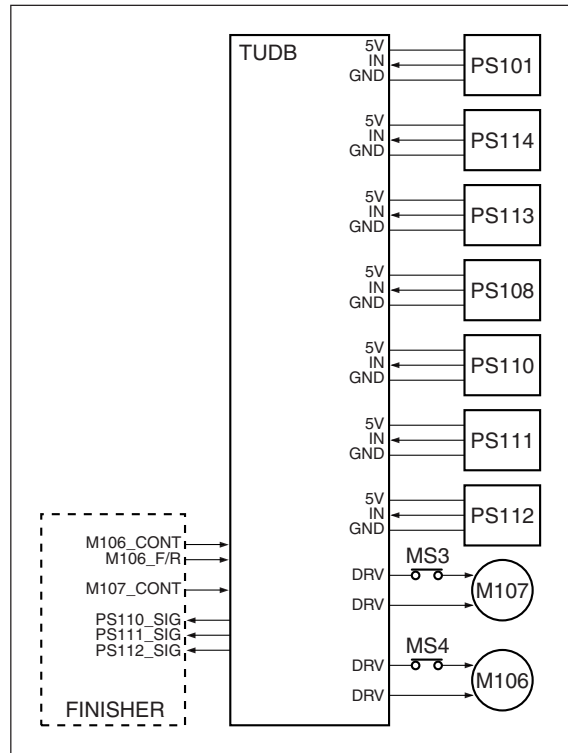 TUDB
5V
IN
GND
PS101
5V
IN
GND
PS114
5V
IN
GND
PS113
5V
IN
GND
PS108
5V
IN
GND
PS110
5V
IN
GND
PS111
5V
IN
GND
PS112
M106_CONT
M106_F/R
M107_CONT
PS110_SIG
PS111_SIG
PS112_SIG
FINISHER
DRV
MS3
DRV
M107
DRV
MS4
DRV
M106